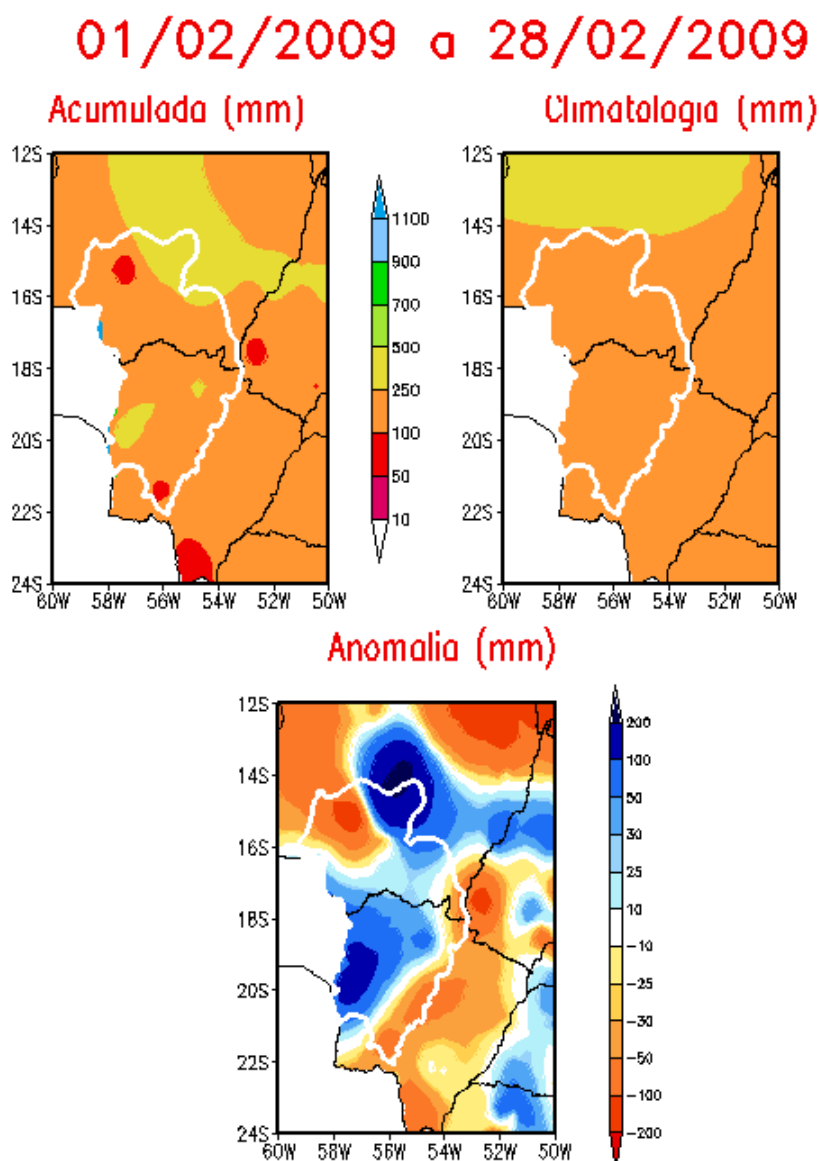 01/02/2009 a 28/02/2009
Acumulada (mm)
Climatologia (mm)
12S
14S
16S
18S
20S
22S
24S
60W 58W 56W 54W 52W 50W
1100
900
700
500
250
100
50
10
12S
14S
16S
18S
20S
22S
24S
60W 58W 56W 54W 52W 50W
Anomalia (mm)
12S
14S
16S
18S
20S
22S
24S
60W 58W 56W 54W 52W 50W
200
100
50
30
25
10
-10
-25
-30
-50
-100
-200